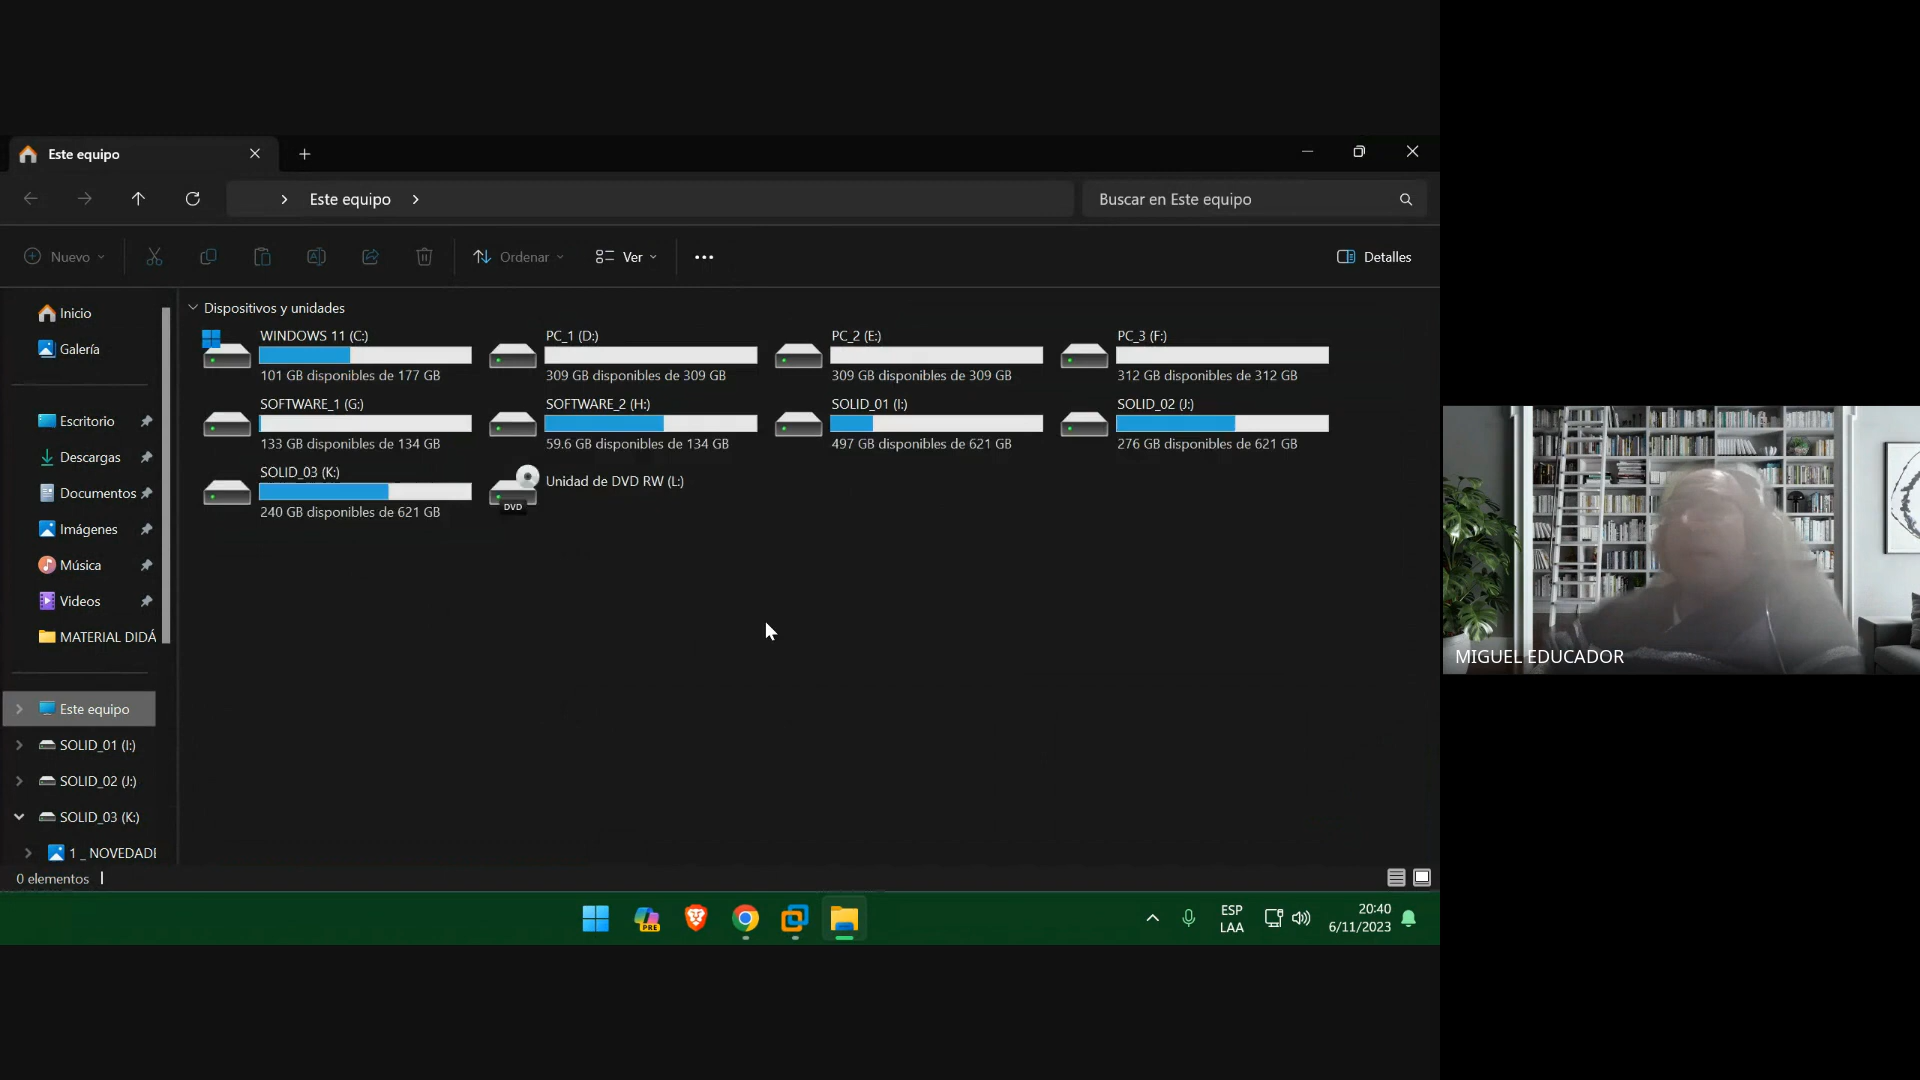 Este equipo
Este equipo
Buscar en Este equipo
Nuevo
Ordenar
Ver
Detalles
Inicio
Galería
Escritorio
Descargas
Documentos
Imágenes
Música
Videos
MATERIAL DIDÁ
Este equipo
SOLID_01 (I:)
SOLID_02 (J:)
SOLID_03 (K:)
1 _ NOVEDADE
Dispositivos y unidades
WINDOWS 11 (C:)
101 GB disponibles de 177 GB
PC_1 (D:)
309 GB disponibles de 309 GB
PC_2 (E:)
309 GB disponibles de 309 GB
PC_3 (F:)
312 GB disponibles de 312 GB
SOFTWARE_1 (G:)
133 GB disponibles de 134 GB
SOFTWARE_2 (H:)
59.6 GB disponibles de 134 GB
SOLID_01 (I:)
497 GB disponibles de 621 GB
SOLID_02 (J:)
276 GB disponibles de 621 GB
SOLID_03 (K:)
240 GB disponibles de 621 GB
DVD
Unidad de DVD RW (L:)
0 elementos
PRE
ESP
LAA
20:40
6/11/2023
MIGUEL EDUCADOR